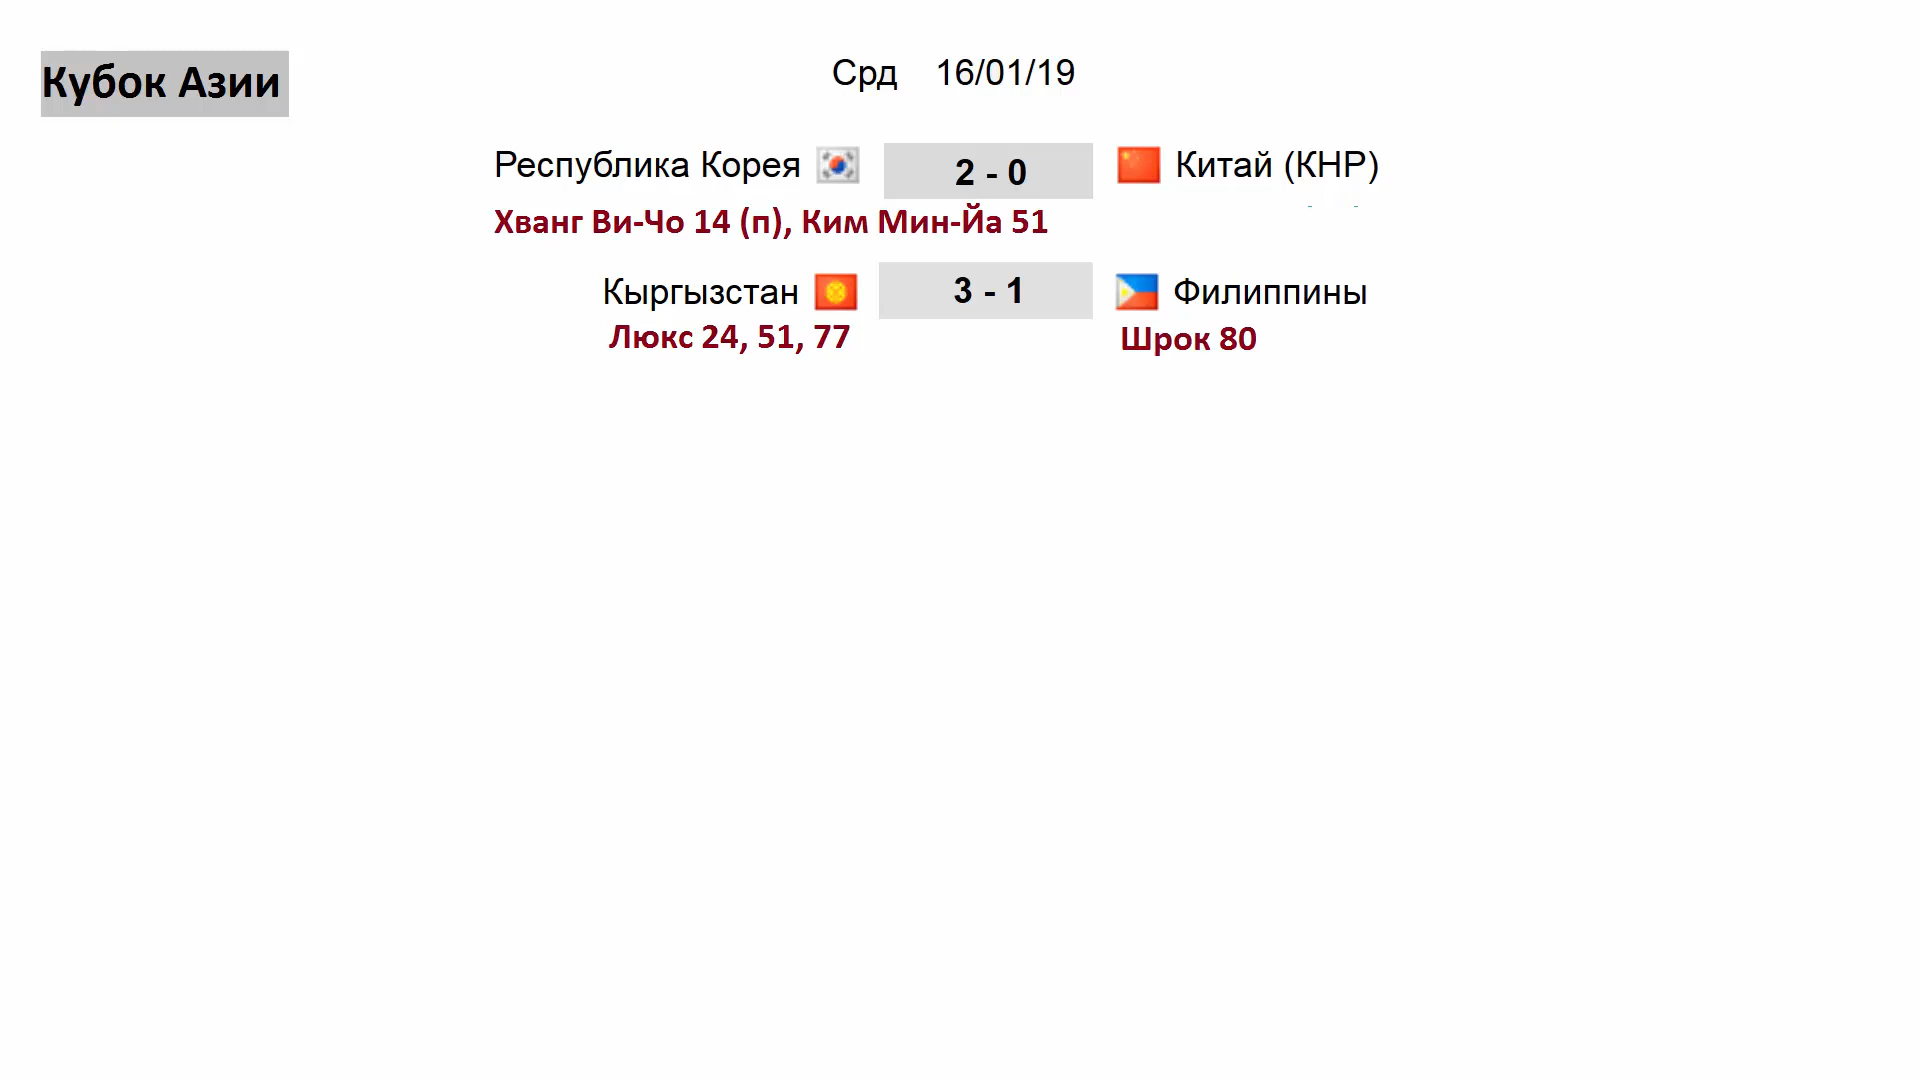 Кубок Азии
Срд 16/01/19
Республика Корея 2 - 0 Китай (КНР)
Хванг Ви-Чо 14 (п), Ким Мин-Йа 51
Кыргызстан 3 - 1 Филиппины
Люкс 24, 51, 77 Шрок 80